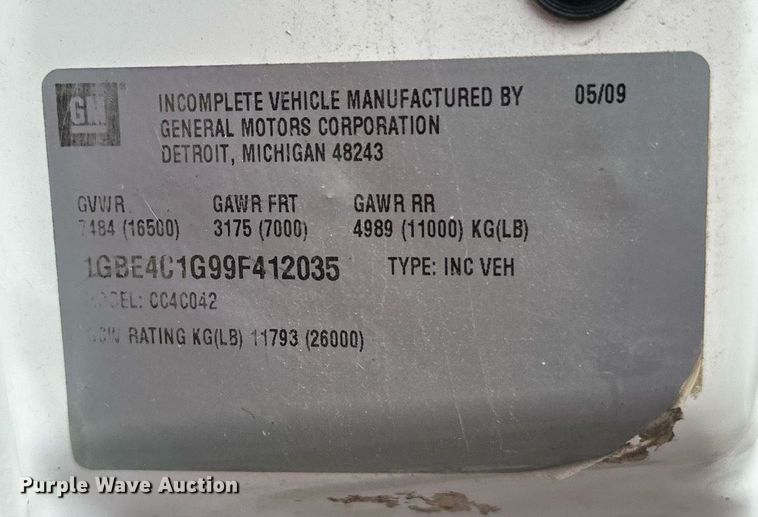 GM
INCOMPLETE VEHICLE MANUFACTURED BY 05/09
GENERAL MOTORS CORPORATION
DETROIT, MICHIGAN 48243
GVWR GAWR FRT GAWR RR
7484 (16500) 3175 (7000) 4989 (11000) KG(LB)
1GBE4C1G99F412035 TYPE: INC VEH
MODEL: CC4C042
GCW RATING KG(LB) 11793 (26000)
Purple Wave Auction